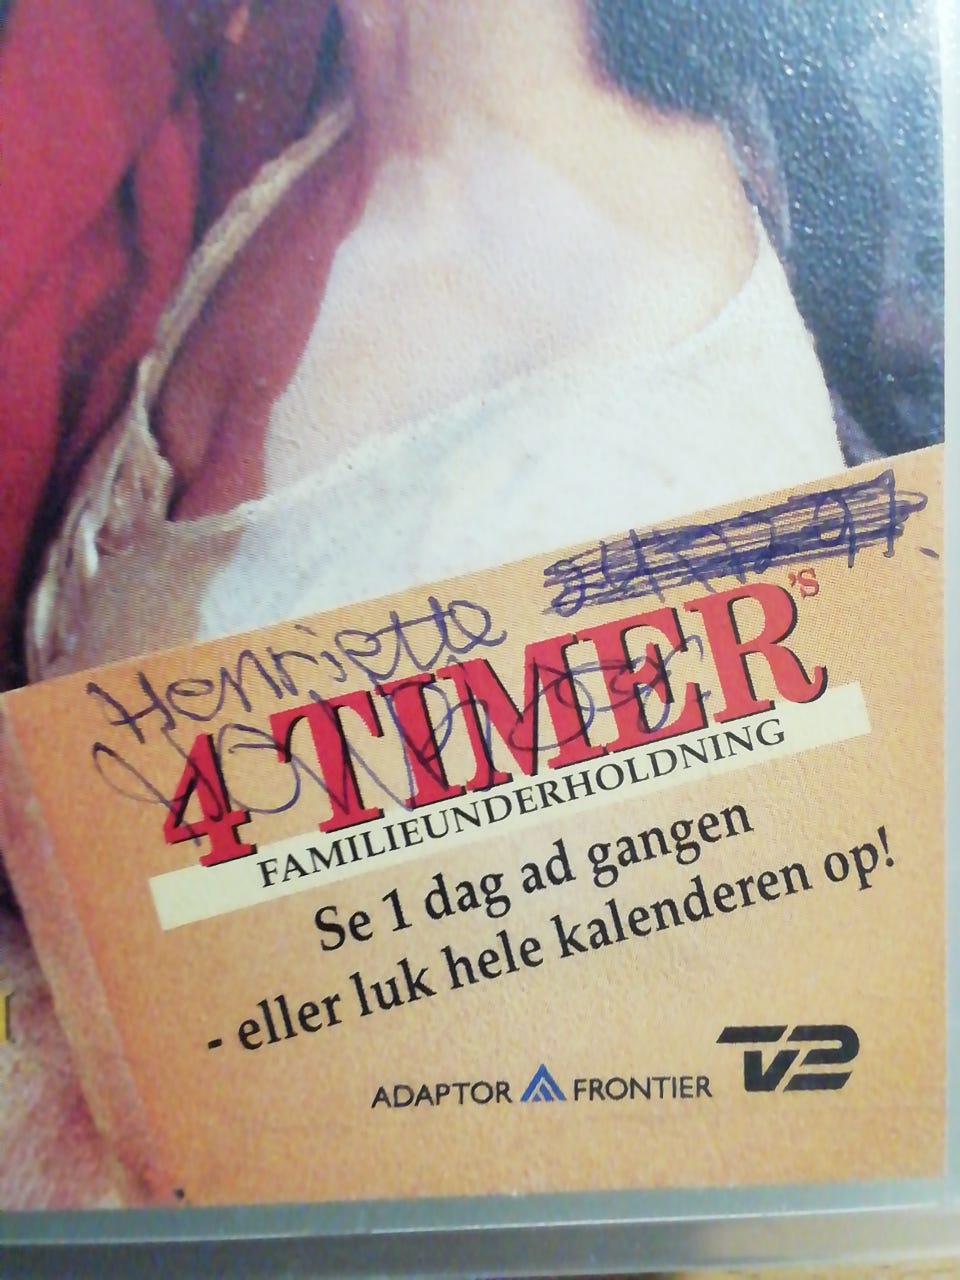 Henriette
4 TIMER'S
FAMILIEUNDERHOLDNING
Se 1 dag ad gangen
- eller luk hele kalenderen op!
ADAPTOR FRONTIER TV2